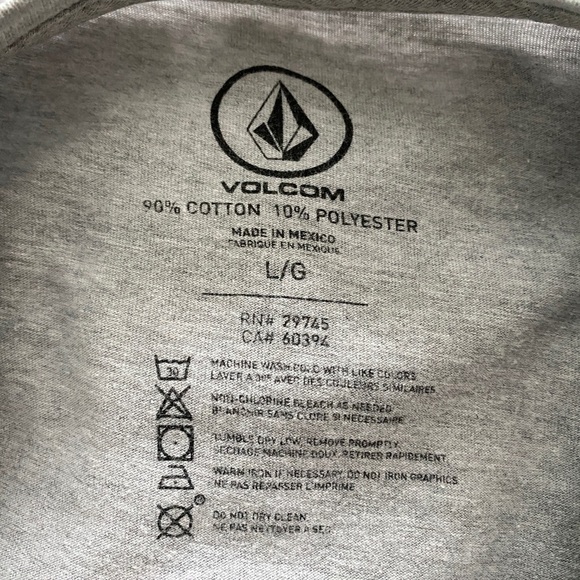 VOLCOM
90% COTTON 10% POLYESTER
MADE IN MEXICO
FABRIQUE EN MEXIQUE
L/G
RN# 29745
CA# 60394
30
MACHINE WASH COLD WITH LIKE COLORS
LAVER A 30° AVEC DES COULEURS SIMILAIRES
NON-CHLORINE BLEACH AS NEEDED
BLANCHIR SANS CLORE SI NECESSAIRE
TUMBLE DRY LOW, REMOVE PROMPTLY
SECHAGE MACHINE DOUX, RETIRER RAPIDEMENT
WARM IRON IF NECESSARY, DO NOT IRON GRAPHICS
NE PAS REPASSER L'IMPRIME
DO NOT DRY CLEAN
NE PAS NETTOYER A SEC